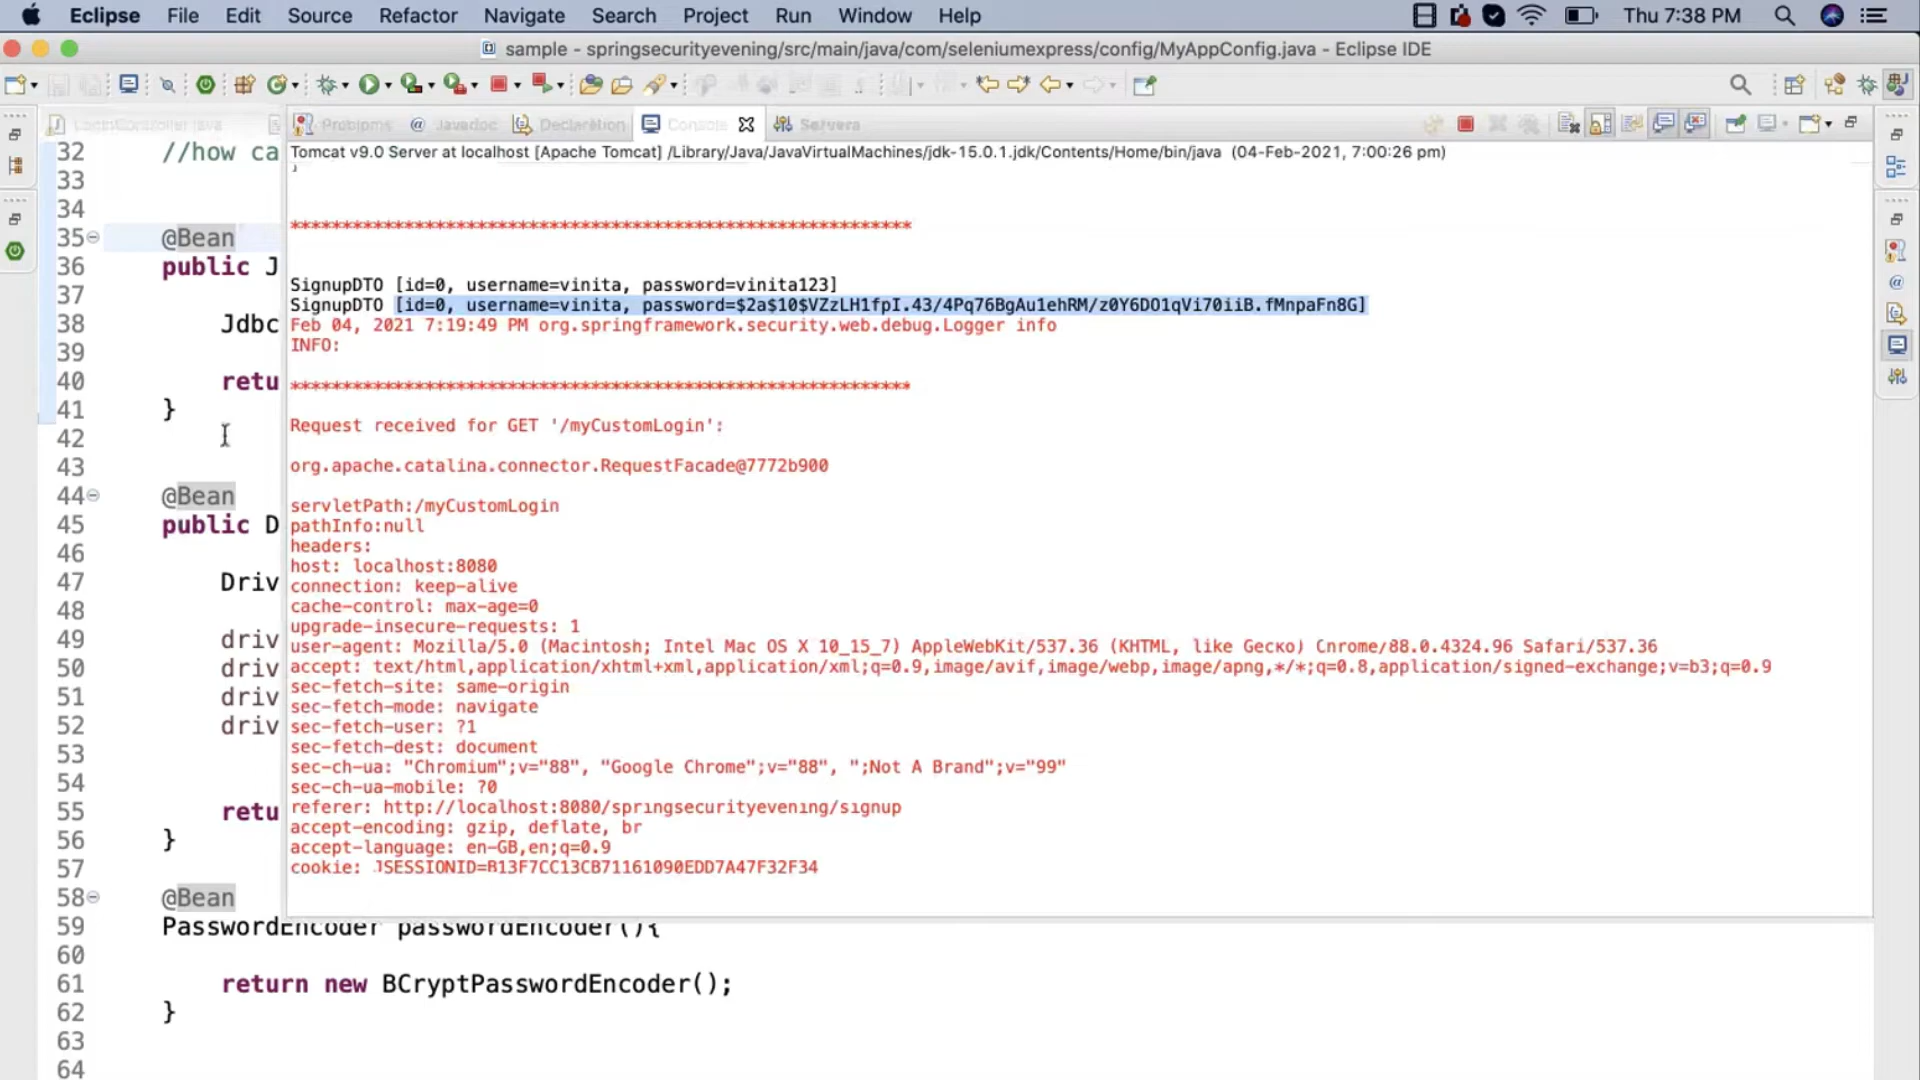 Eclipse File Edit Source Refactor Navigate Search Project Run Window Help Thu 7:38 PM
sample - springsecurityevening/src/main/java/com/seleniumexpress/config/MyAppConfig.java - Eclipse IDE
LoginController.java Problems @ Javadoc Declaration Console Servers
Tomcat v9.0 Server at localhost [Apache Tomcat] /Library/Java/JavaVirtualMachines/jdk-15.0.1.jdk/Contents/Home/bin/java (04-Feb-2021, 7:00:26 pm)
32 //how ca
33
34
35 @Bean
36 public J
37
38 Jdbc
39
40 retu
41 }
42
43
44 @Bean
45 public D
46
47 Driv
48
49 driv
50 driv
51 driv
52 driv
53
54
55 retu
56 }
57
58 @Bean
59 PasswordEncoder passwordEncoder(){
60
61 return new BCryptPasswordEncoder();
62 }
63
64
************************************************************
SignupDTO [id=0, username=vinita, password=vinita123]
SignupDTO [id=0, username=vinita, password=$2a$10$VZzLH1fpI.43/4Pq76BgAu1ehRM/z0Y6DO1qVi70iiB.fMnpaFn8G]
Feb 04, 2021 7:19:49 PM org.springframework.security.web.debug.Logger info
INFO:
************************************************************
Request received for GET '/myCustomLogin':
org.apache.catalina.connector.RequestFacade@7772b900
servletPath:/myCustomLogin
pathInfo:null
headers:
host: localhost:8080
connection: keep-alive
cache-control: max-age=0
upgrade-insecure-requests: 1
user-agent: Mozilla/5.0 (Macintosh; Intel Mac OS X 10_15_7) AppleWebKit/537.36 (KHTML, like Gecko) Chrome/88.0.4324.96 Safari/537.36
accept: text/html,application/xhtml+xml,application/xml;q=0.9,image/avif,image/webp,image/apng,*/*;q=0.8,application/signed-exchange;v=b3;q=0.9
sec-fetch-site: same-origin
sec-fetch-mode: navigate
sec-fetch-user: ?1
sec-fetch-dest: document
sec-ch-ua: "Chromium";v="88", "Google Chrome";v="88", ";Not A Brand";v="99"
sec-ch-ua-mobile: ?0
referer: http://localhost:8080/springsecurityevening/signup
accept-encoding: gzip, deflate, br
accept-language: en-GB,en;q=0.9
cookie: JSESSIONID=B13F7CC13CB71161090EDD7A47F32F34